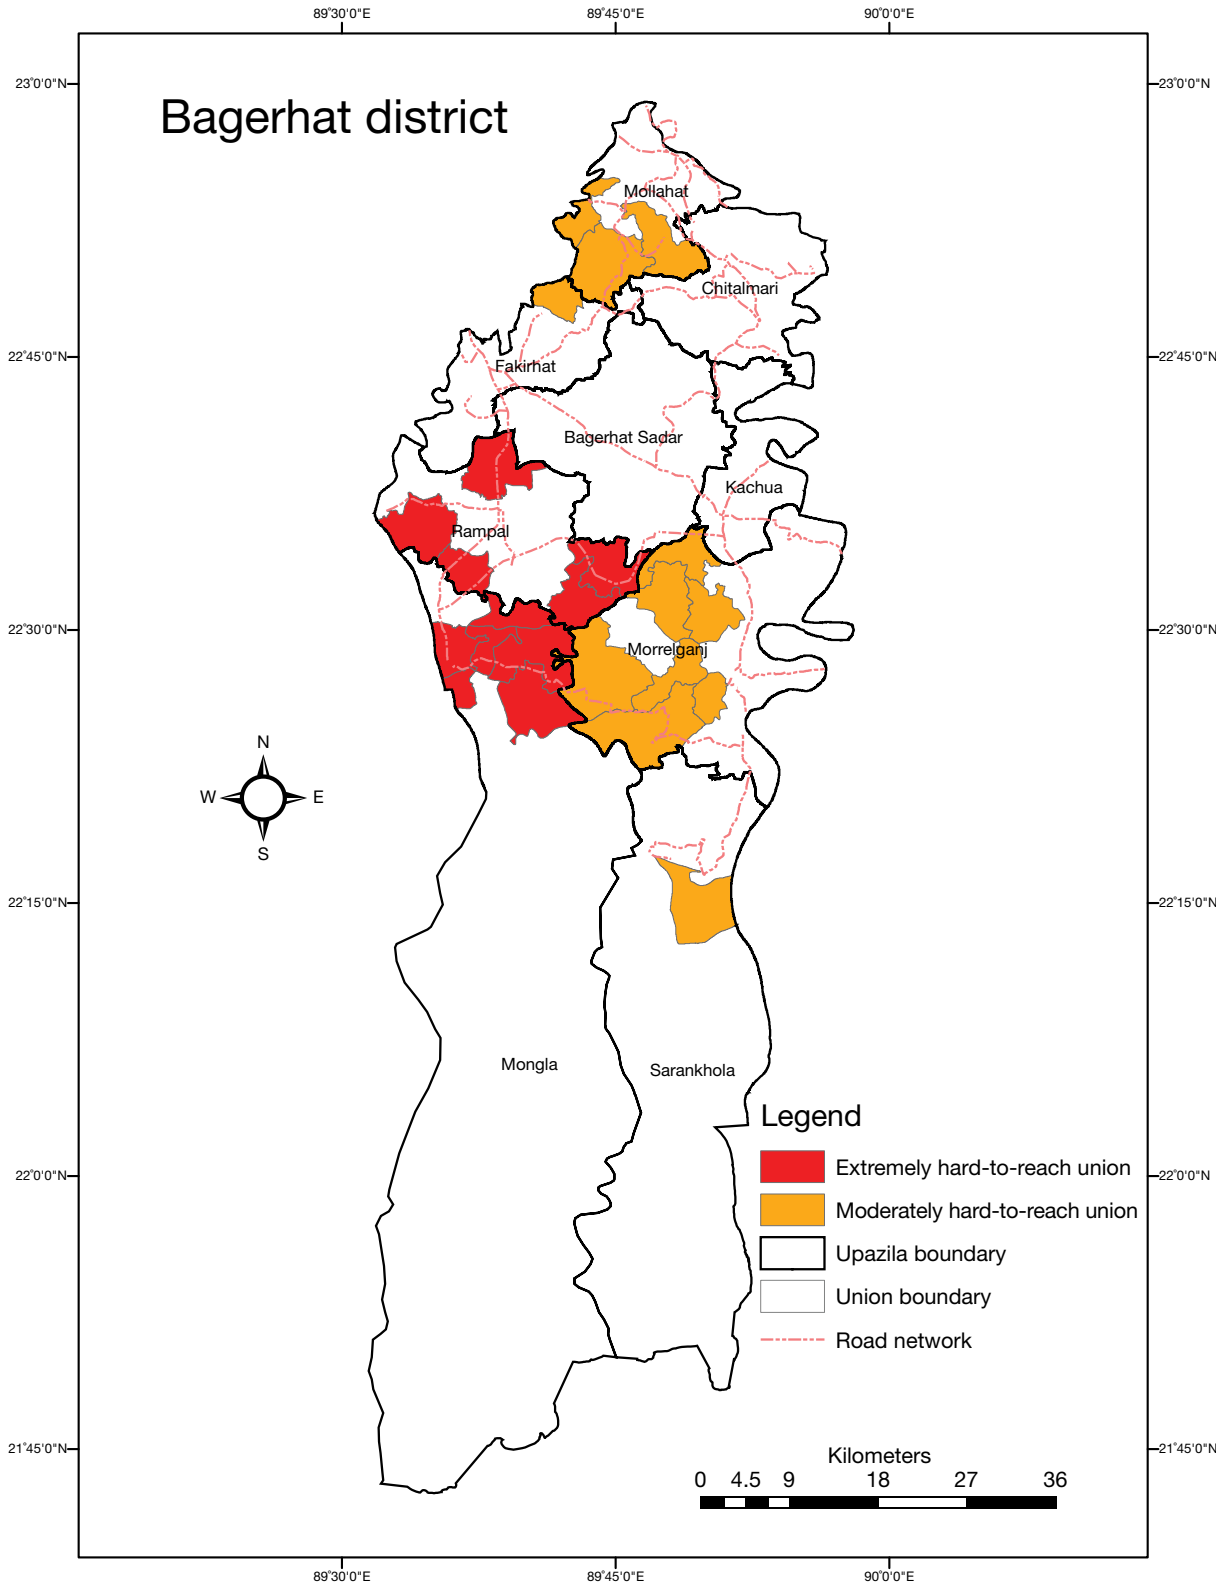 89°30'0"E 89°45'0"E 90°0'0"E
23°0'0"N 23°0'0"N
Bagerhat district
Mollahat
Chitalmari
22°45'0"N 22°45'0"N
Fakirhat
Bagerhat Sadar
Kachua
Rampal
22°30'0"N 22°30'0"N
Morrelganj
N
W E
S
22°15'0"N 22°15'0"N
Mongla
Sarankhola
Legend
Extremely hard-to-reach union
22°0'0"N 22°0'0"N
Moderately hard-to-reach union
Upazila boundary
Union boundary
Road network
21°45'0"N 21°45'0"N
Kilometers
0 4.5 9 18 27 36
89°30'0"E 89°45'0"E 90°0'0"E